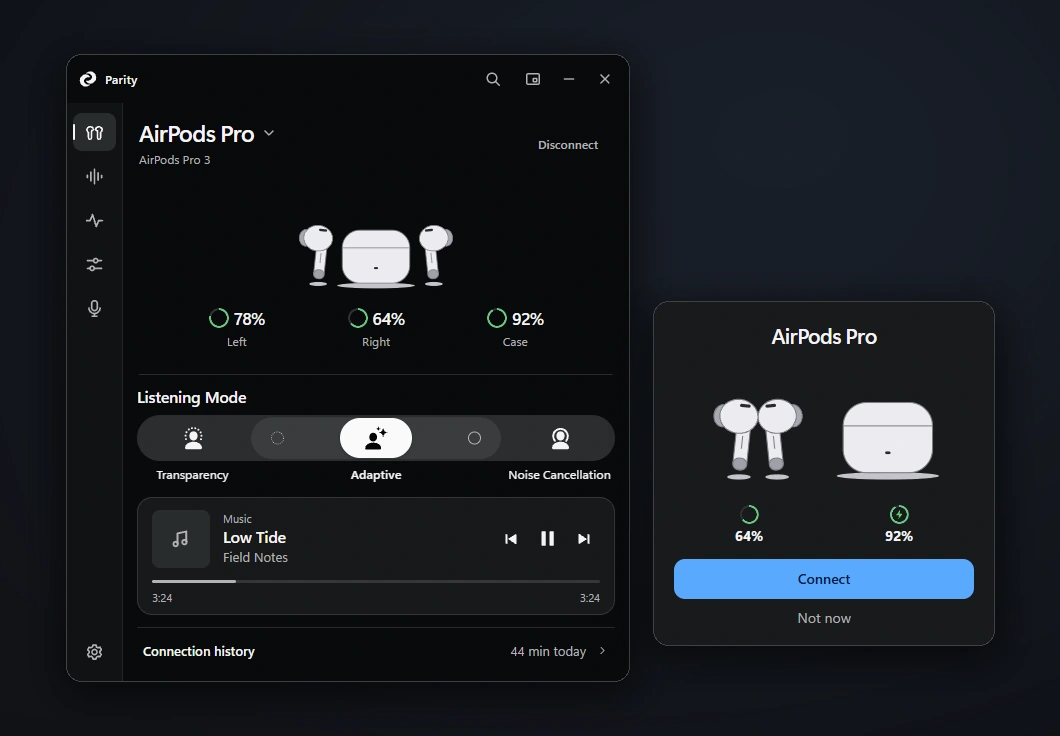 Parity
AirPods Pro
AirPods Pro 3
Disconnect
78%
64%
92%
Left
Right
Case
Listening Mode
Transparency
Adaptive
Noise Cancellation
Music
Low Tide
Field Notes
3:24
3:24
Connection history
44 min today
AirPods Pro
64%
92%
Connect
Not now